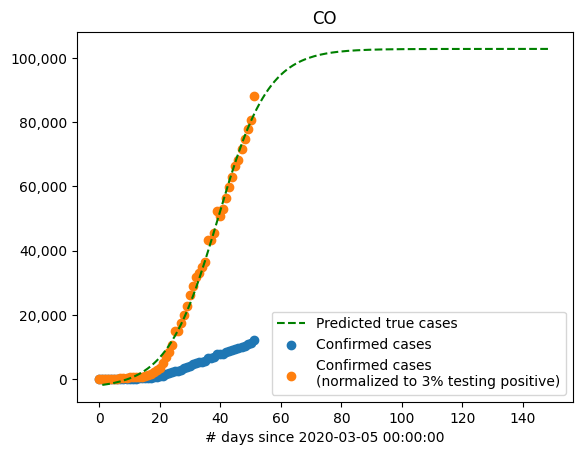 CO
100,000
80,000
60,000
40,000
20,000
0
Predicted true cases
Confirmed cases
Confirmed cases
(normalized to 3% testing positive)
0 20 40 60 80 100 120 140
# days since 2020-03-05 00:00:00